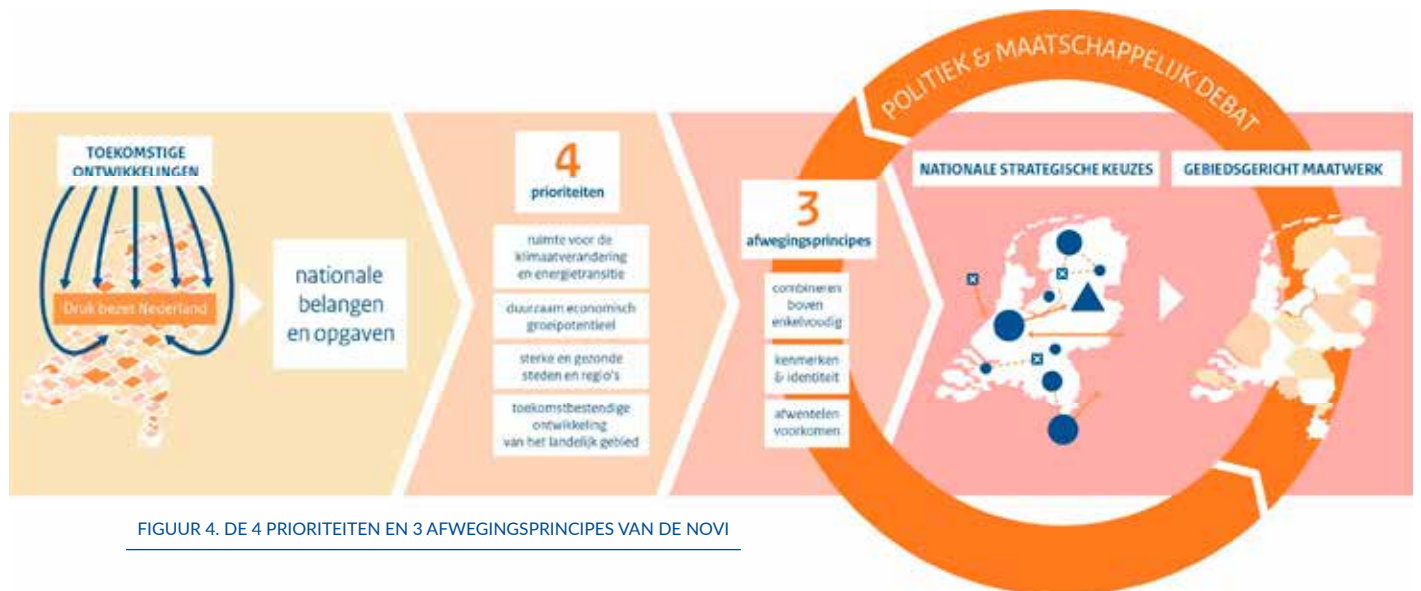 POLITIEK & MAATSCHAPPELIJK DEBAT
TOEKOMSTIGE
ONTWIKKELINGEN
Druk bezet Nederland
nationale
belangen
en opgaven
4
prioriteiten
ruimte voor de
klimaatverandering
en energietransitie
duurzaam economisch
groeipotentieel
sterke en gezonde
steden en regio's
toekomstbestendige
ontwikkeling
van het landelijk gebied
3
afwegingsprincipes
combineren
boven
enkelvoudig
kenmerken
& identiteit
afwentelen
voorkomen
NATIONALE STRATEGISCHE KEUZES
GEBIEDSGERICHT MAATWERK
FIGUUR 4. DE 4 PRIORITEITEN EN 3 AFWEGINGSPRINCIPES VAN DE NOVI